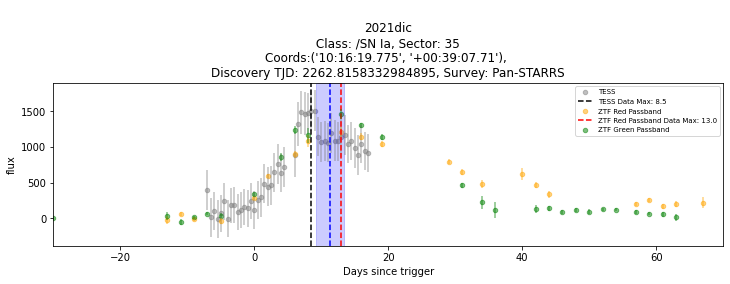 2021dic
Class: /SN Ia, Sector: 35
Coords:('10:16:19.775', '+00:39:07.71'),
Discovery TJD: 2262.8158332984895, Survey: Pan-STARRS
TESS
TESS Data Max: 8.5
ZTF Red Passband
ZTF Red Passband Data Max: 13.0
ZTF Green Passband
flux
1500
1000
500
0
−20
0
20
40
60
Days since trigger